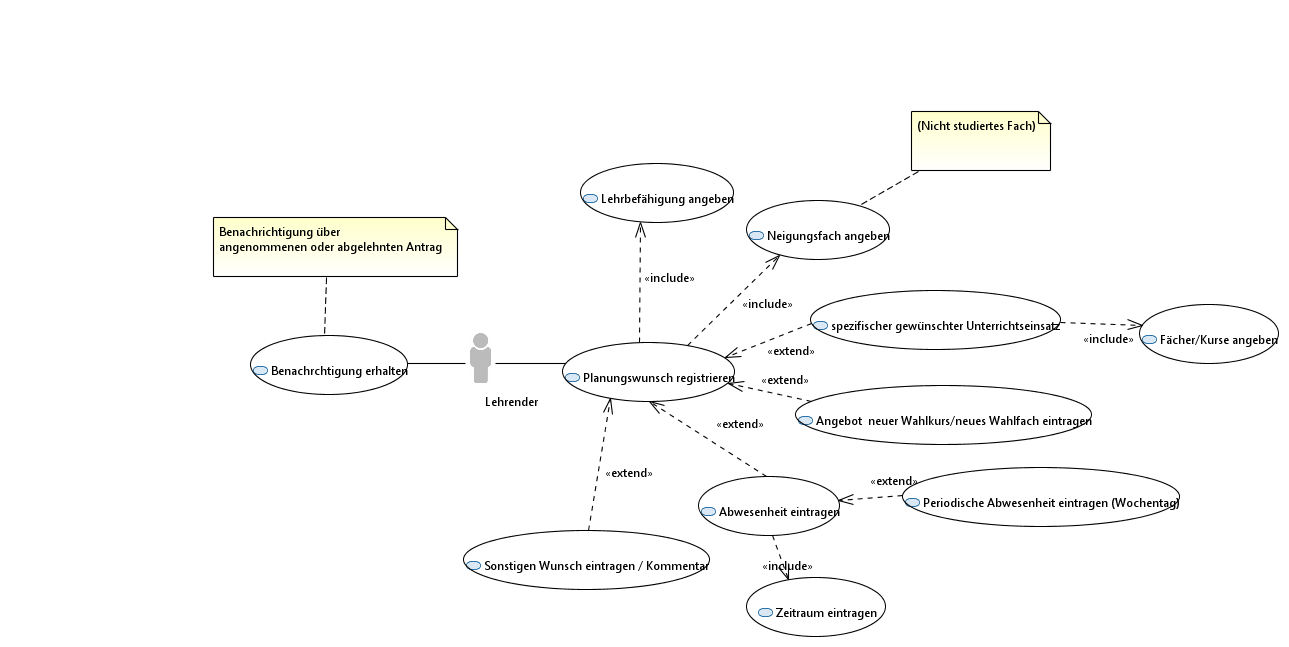 (Nicht studiertes Fach)
Lehrbefähigung angeben
Neigungsfach angeben
Benachrichtigung über
angenommenen oder abgelehnten Antrag
«include»
«include»
spezifischer gewünschter Unterrichtseinsatz
«include»
Fächer/Kurse angeben
«extend»
Benachrchtigung erhalten
Lehrender
Planungswunsch registrieren
«extend»
Angebot  neuer Wahlkurs/neues Wahlfach eintragen
«extend»
«extend»
«extend»
Periodische Abwesenheit eintragen (Wochentag)
Abwesenheit eintragen
Sonstigen Wunsch eintragen / Kommentar
«include»
Zeitraum eintragen